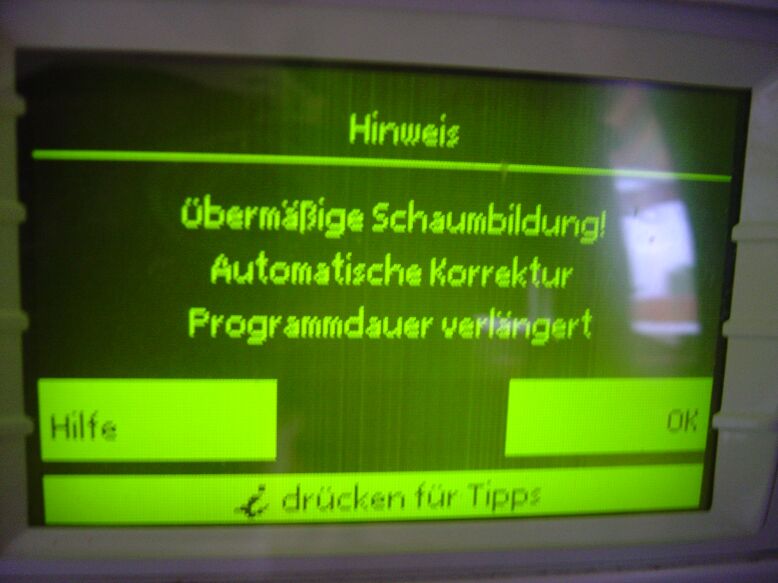 Hinweis
Übermäßige Schaumbildung!
Automatische Korrektur
Programmdauer verlängert
Hilfe
OK
i drücken für Tipps